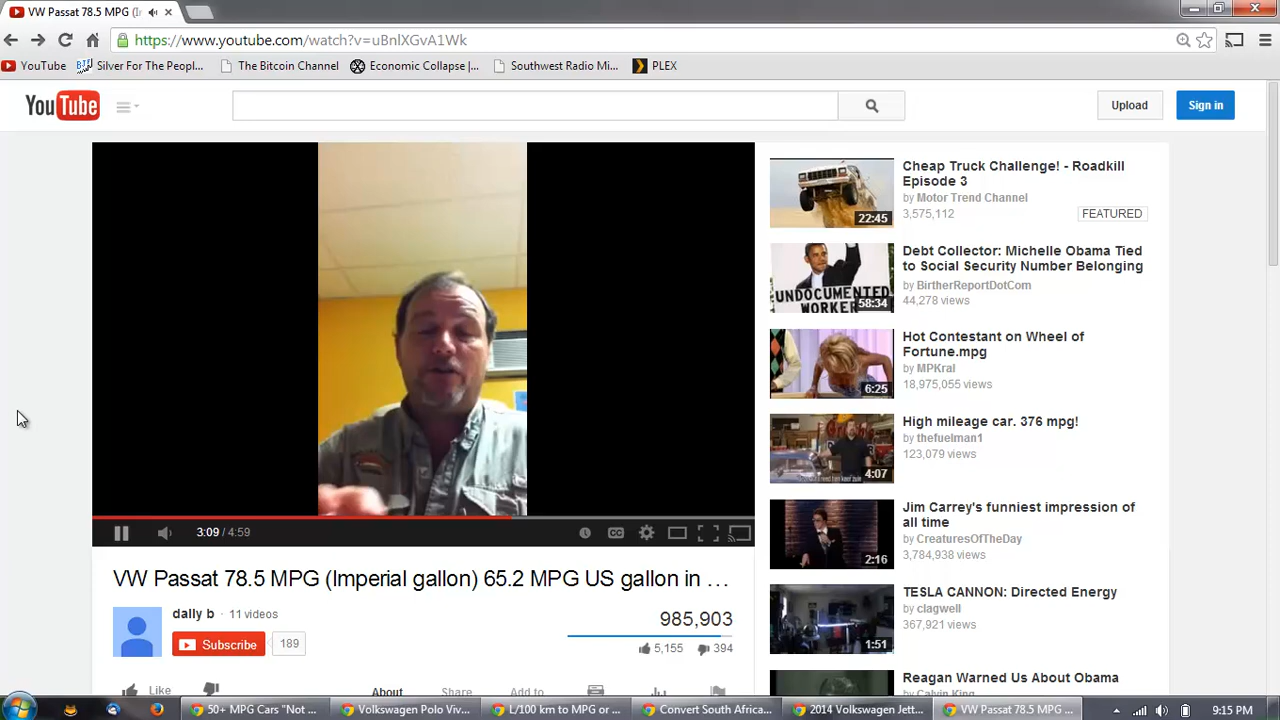 VW Passat 78.5 MPG (I
https://www.youtube.com/watch?v=uBnlXGvA1Wk
YouTube
Silver For The Peopl...
The Bitcoin Channel
Economic Collapse |...
Southwest Radio Mi...
PLEX
YouTube
Upload
Sign in
Cheap Truck Challenge! - Roadkill
Episode 3
by Motor Trend Channel
3,575,112
FEATURED
22:45
Debt Collector: Michelle Obama Tied
to Social Security Number Belonging
by BirtherReportDotCom
44,278 views
UNDOCUMENTED
WORKER
58:34
Hot Contestant on Wheel of
Fortune.mpg
by MPKral
18,975,055 views
6:25
High mileage car. 376 mpg!
by thefuelman1
123,079 views
4:07
Jim Carrey's funniest impression of
all time
by CreaturesOfTheDay
3,784,938 views
2:16
TESLA CANNON: Directed Energy
by clagwell
367,921 views
1:51
Reagan Warned Us About Obama
by Calvin King
3:09 / 4:59
CC
VW Passat 78.5 MPG (Imperial gallon) 65.2 MPG US gallon in ...
dally b · 11 videos
Subscribe
189
985,903
5,155
394
Like
About
Share
Add to
50+ MPG Cars "Not ...
Volkswagen Polo Viv...
L/100 km to MPG or ...
Convert South Africa...
2014 Volkswagen Jett...
VW Passat 78.5 MPG ...
9:15 PM